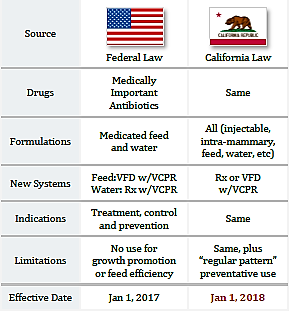 Source
CALIFORNIA REPUBLIC
Federal Law
California Law
Drugs
Medically
Important
Antibiotics
Same
Formulations
Medicated feed
and water
All (injectable,
intra-mammary,
feed, water, etc)
New Systems
Feed:VFD w/VCPR
Water: Rx w/VCPR
Rx or VFD
w/VCPR
Indications
Treatment, control
and prevention
Same
Limitations
No use for
growth promotion
or feed efficiency
Same, plus
"regular pattern"
preventative use
Effective Date
Jan 1, 2017
Jan 1, 2018